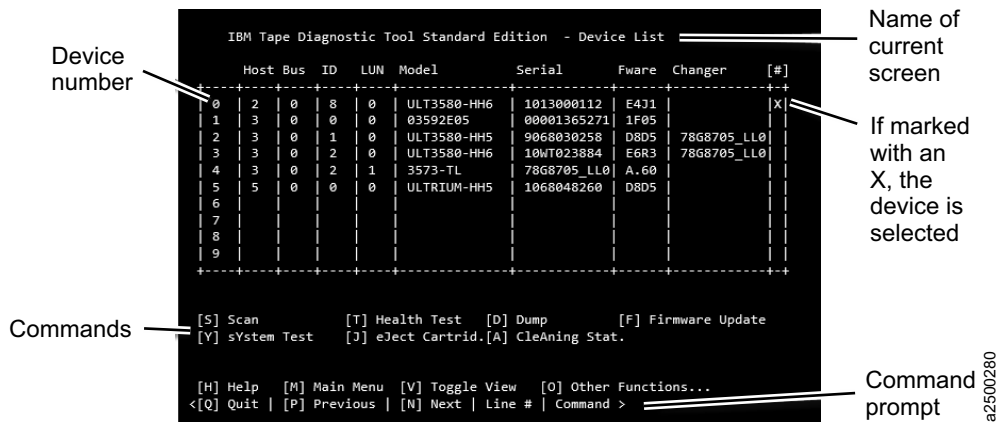 IBM Tape Diagnostic Tool Standard Edition - Device List
Name of
current
screen
Device
number
Host Bus ID LUN Model Serial Fware Changer [#]
0 | 2 | 0 | 8 | 0 | ULT3580-HH6 | 1013000112 | E4J1 | |X|
1 | 3 | 0 | 0 | 0 | 03592E05 | 00001365271| 1F05 | | |
2 | 3 | 0 | 1 | 0 | ULT3580-HH5 | 9068030258 | D8D5 | 78G8705_LL0| |
3 | 3 | 0 | 2 | 0 | ULT3580-HH6 | 10WT023884 | E6R3 | 78G8705_LL0| |
4 | 3 | 0 | 2 | 1 | 3573-TL | 78G8705_LL0| A.60 | | |
5 | 5 | 0 | 0 | 0 | ULTRIUM-HH5 | 1068048260 | D8D5 | | |
6
7
8
9
If marked
with an
X, the
device is
selected
Commands
[S] Scan [T] Health Test [D] Dump [F] Firmware Update
[Y] sYstem Test [J] eJect Cartrid.[A] CleAning Stat.
[H] Help [M] Main Menu [V] Toggle View [O] Other Functions...
<[Q] Quit | [P] Previous | [N] Next | Line # | Command >
Command
prompt
a2500280